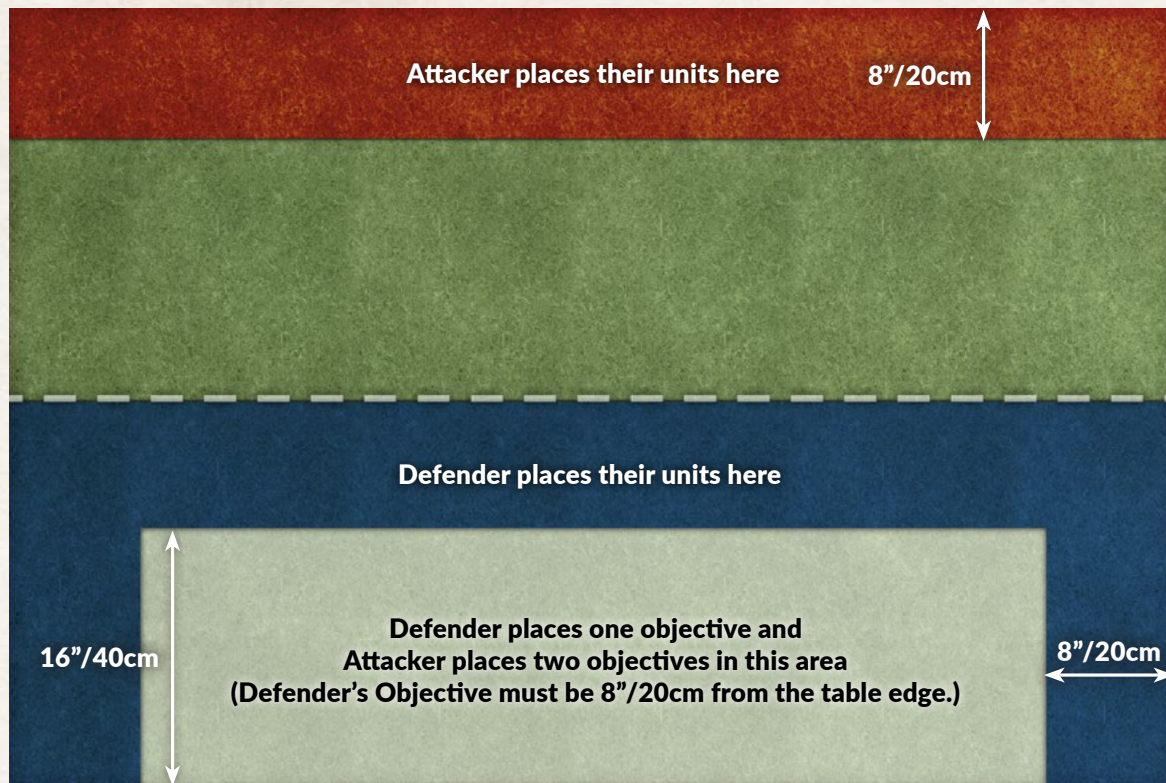 Attacker places their units here
8”/20cm
Defender places their units here
Defender places one objective and
Attacker places two objectives in this area
(Defender’s Objective must be 8”/20cm from the table edge.)
16”/40cm
8”/20cm